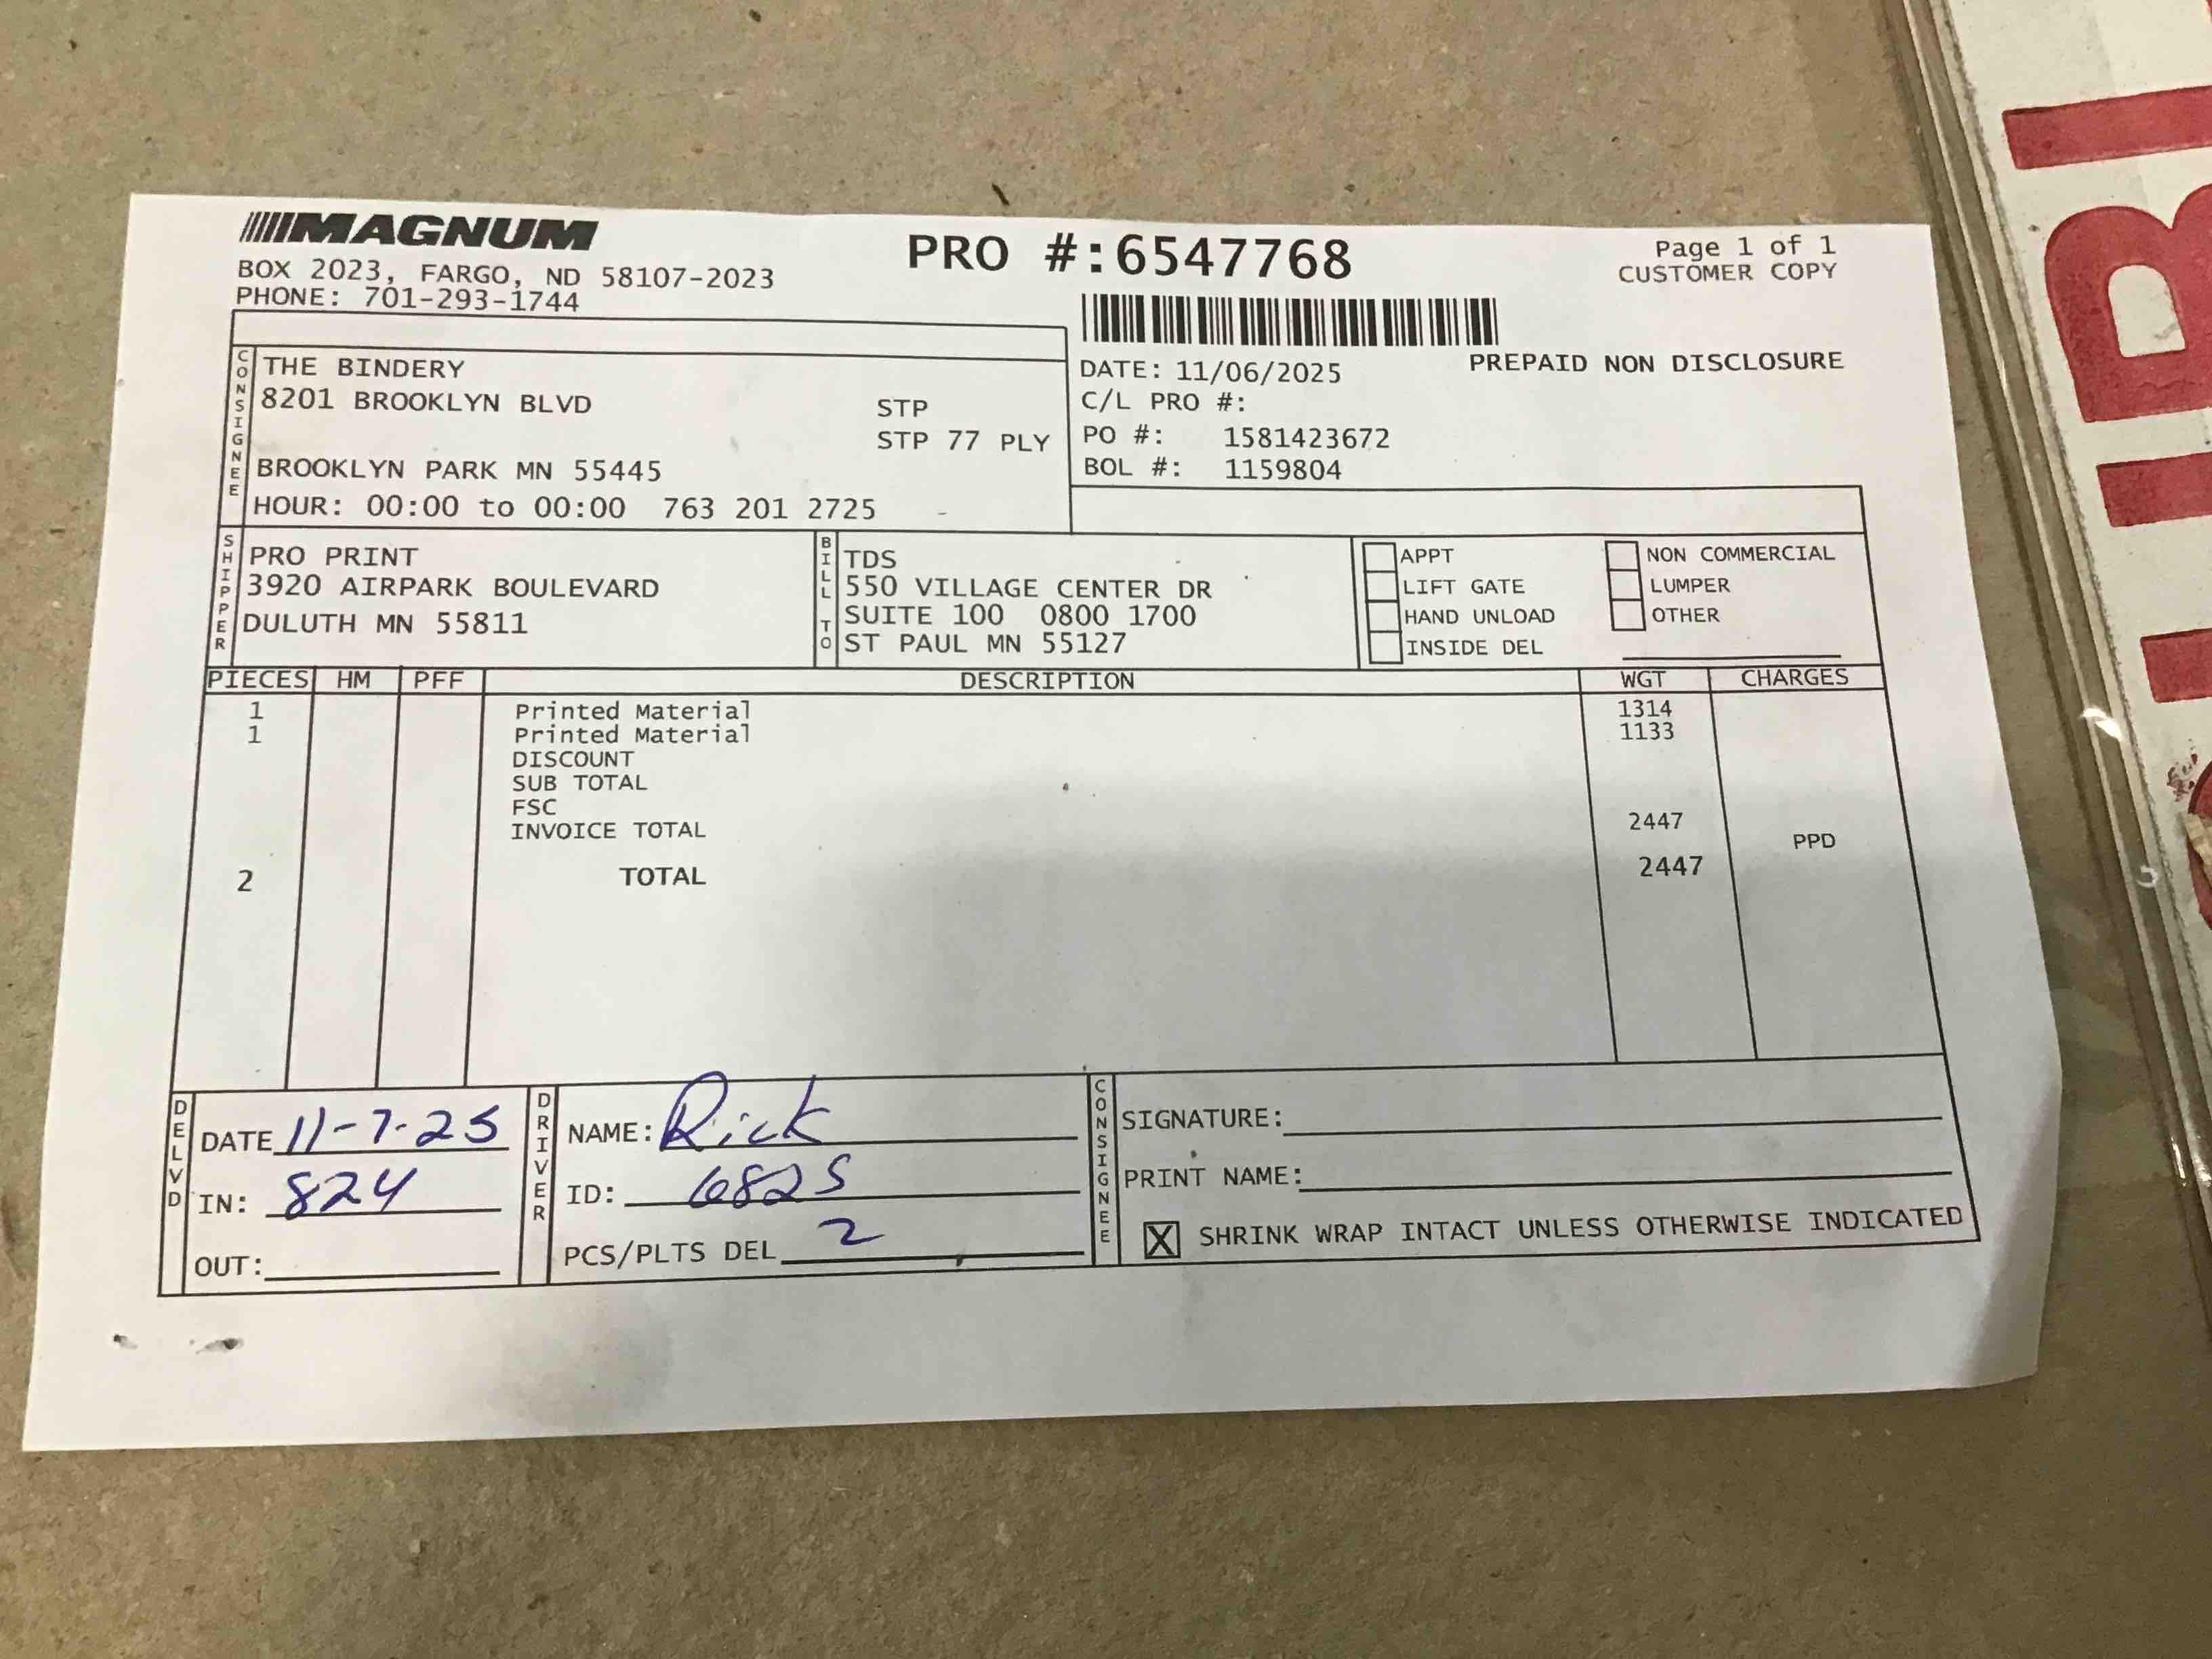 MAGNUM
BOX 2023, FARGO, ND 58107-2023
PHONE: 701-293-1744
PRO #:6547768
Page 1 of 1
CUSTOMER COPY
CONSIGNEE
THE BINDERY
8201 BROOKLYN BLVD
STP
STP 77 PLY
BROOKLYN PARK MN 55445
HOUR: 00:00 to 00:00 763 201 2725 -
DATE: 11/06/2025
PREPAID NON DISCLOSURE
C/L PRO #:
PO #: 1581423672
BOL #: 1159804
SHIPPER
PRO PRINT
3920 AIRPARK BOULEVARD
DULUTH MN 55811
BILL TO
TDS
550 VILLAGE CENTER DR
SUITE 100 0800 1700
ST PAUL MN 55127
APPT
LIFT GATE
HAND UNLOAD
INSIDE DEL
NON COMMERCIAL
LUMPER
OTHER
PIECES HM PFF DESCRIPTION WGT CHARGES
1 Printed Material 1314
1 Printed Material 1133
DISCOUNT
SUB TOTAL
FSC
INVOICE TOTAL 2447
PPD
2 TOTAL 2447
DELVD
DATE 11-7-25
IN: 824
OUT:
DRIVER
NAME: Rick
ID: 6825
PCS/PLTS DEL 2
CONSIGNEE
SIGNATURE:
PRINT NAME:
X SHRINK WRAP INTACT UNLESS OTHERWISE INDICATED